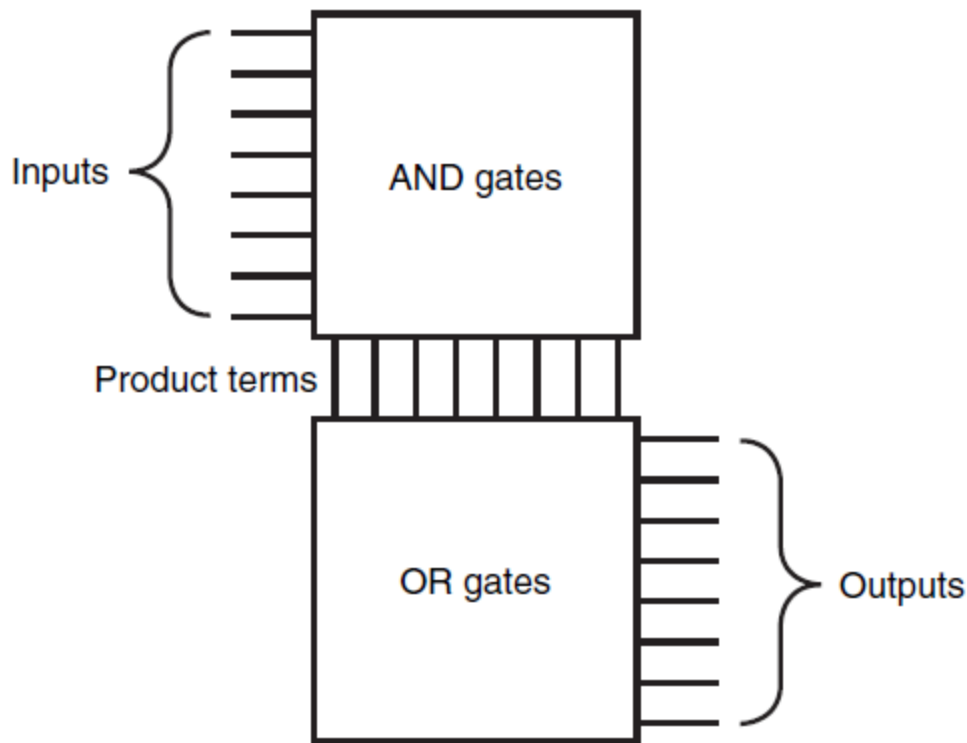 AND gates
Inputs
Product terms
OR gates
Outputs